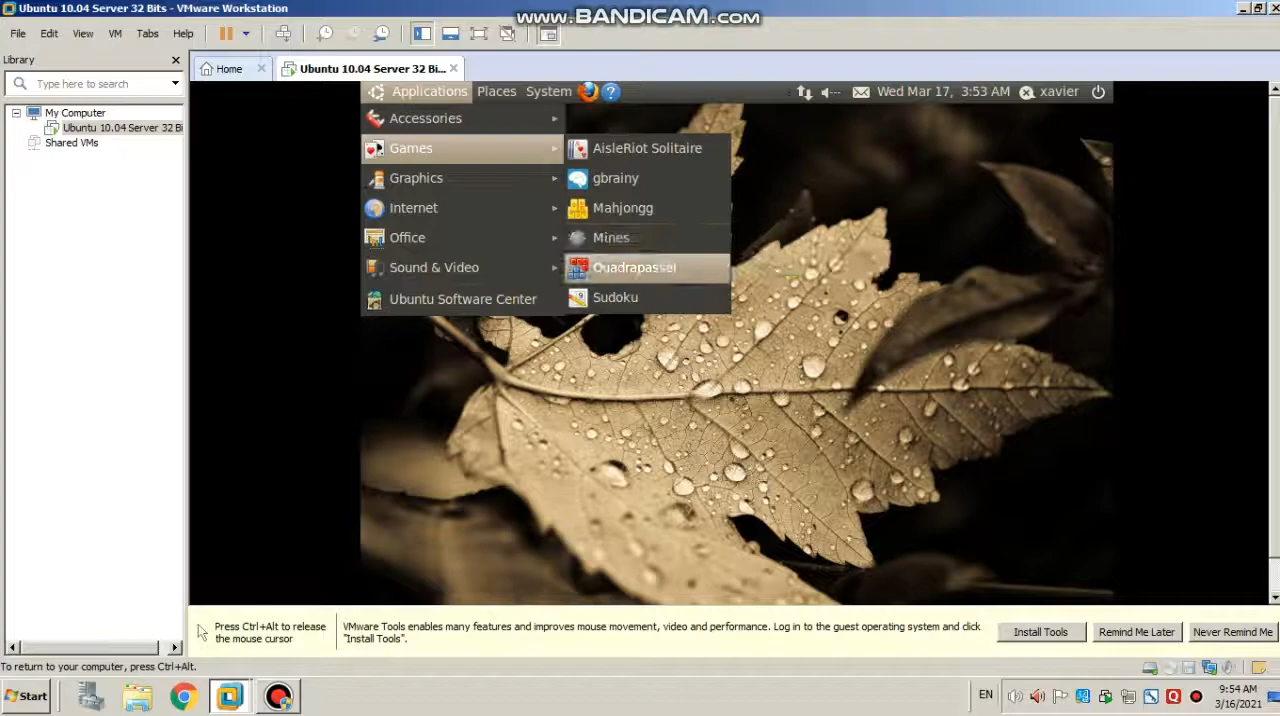 Ubuntu 10.04 Server 32 Bits - VMware Workstation
www.BANDICAM.com
File Edit View VM Tabs Help
Library
Type here to search
My Computer
Ubuntu 10.04 Server 32 Bi
Shared VMs
Home
Ubuntu 10.04 Server 32 Bi...
Applications Places System
Wed Mar 17, 3:53 AM
xavier
Accessories
Games
Graphics
Internet
Office
Sound & Video
Ubuntu Software Center
AisleRiot Solitaire
gbrainy
Mahjongg
Mines
Quadrapassel
Sudoku
Press Ctrl+Alt to release
the mouse cursor
VMware Tools enables many features and improves mouse movement, video and performance. Log in to the guest operating system and click
"Install Tools".
Install Tools
Remind Me Later
Never Remind Me
To return to your computer, press Ctrl+Alt.
Start
EN
9:54 AM
3/16/2021